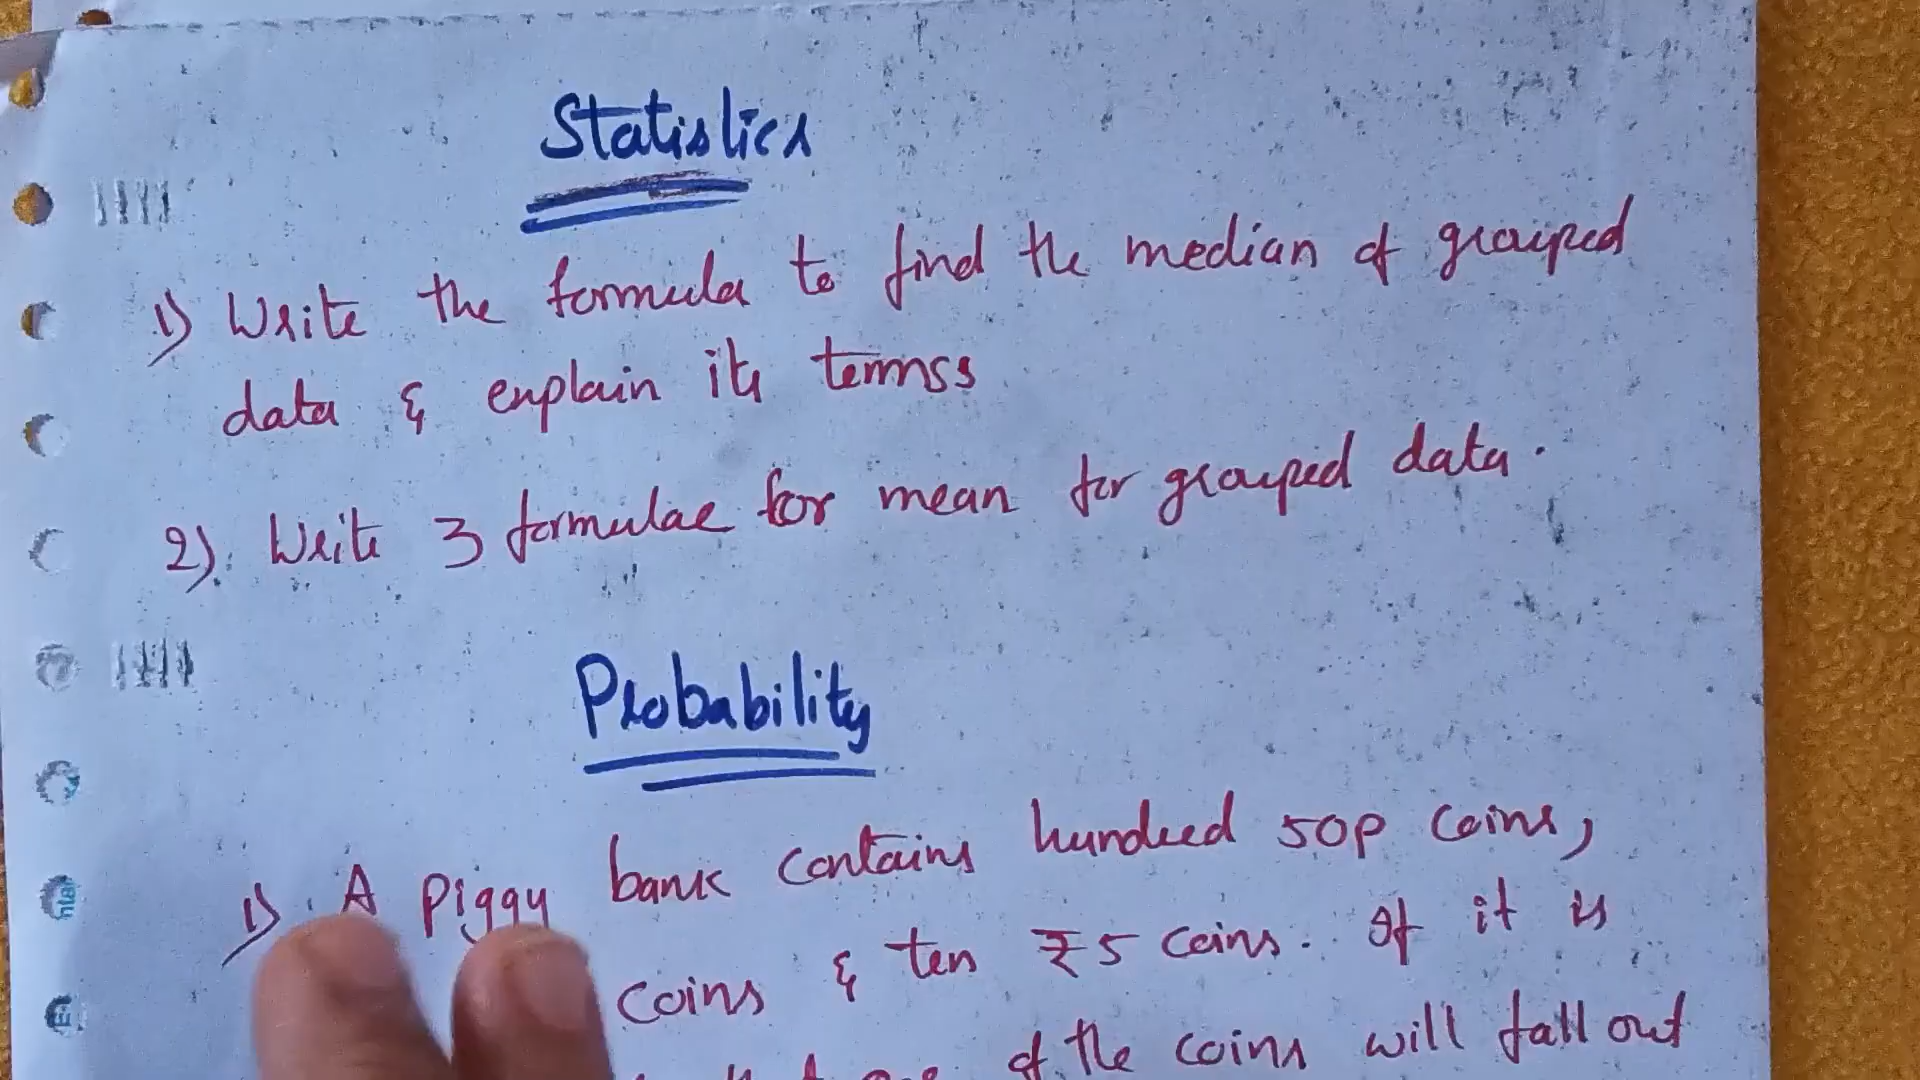 Statistics
1) Write the formula to find the median of grouped
data & explain its termss
2). Write 3 formulae for mean for grouped data.
Probability
1). A Piggy bank contains hundred 50p coins,
coins & ten ₹5 coins. If it is
of the coins will fall out